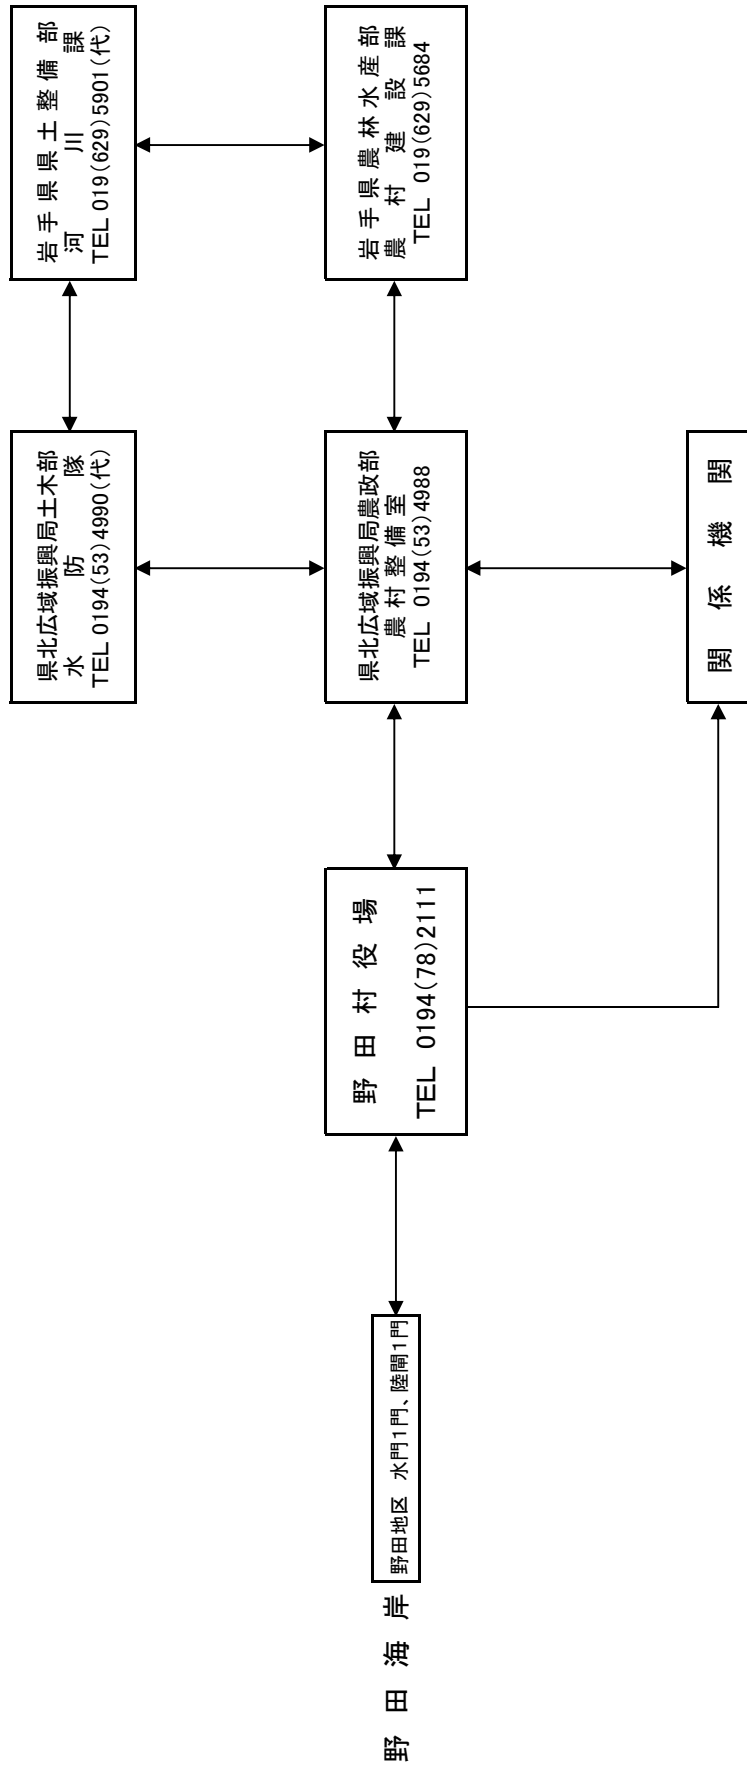 野田海岸
野田地区 水門1門、陸閘1門
野田村役場
TEL 0194(78)2111
県北広域振興局土木部
水防隊
TEL 0194(53)4990(代)
県北広域振興局農政部
農村整備室
TEL 0194(53)4988
関係機関
岩手県県土整備部
河川課
TEL 019(629)5901(代)
岩手県農林水産部
農村建設課
TEL 019(629)5684